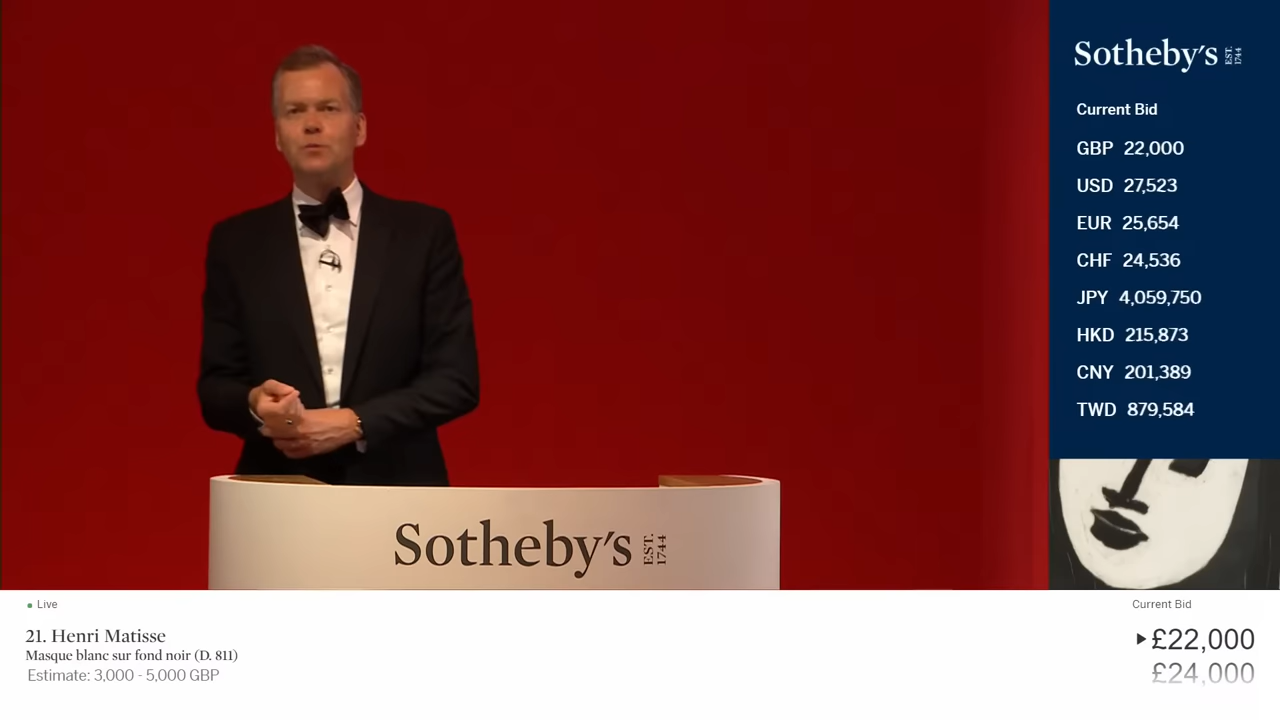 Sotheby's EST. 1744
Current Bid
GBP 22,000
USD 27,523
EUR 25,654
CHF 24,536
JPY 4,059,750
HKD 215,873
CNY 201,389
TWD 879,584
Sotheby's EST. 1744
Live
21. Henri Matisse
Masque blanc sur fond noir (D. 811)
Estimate: 3,000 - 5,000 GBP
Current Bid
£22,000
£24,000